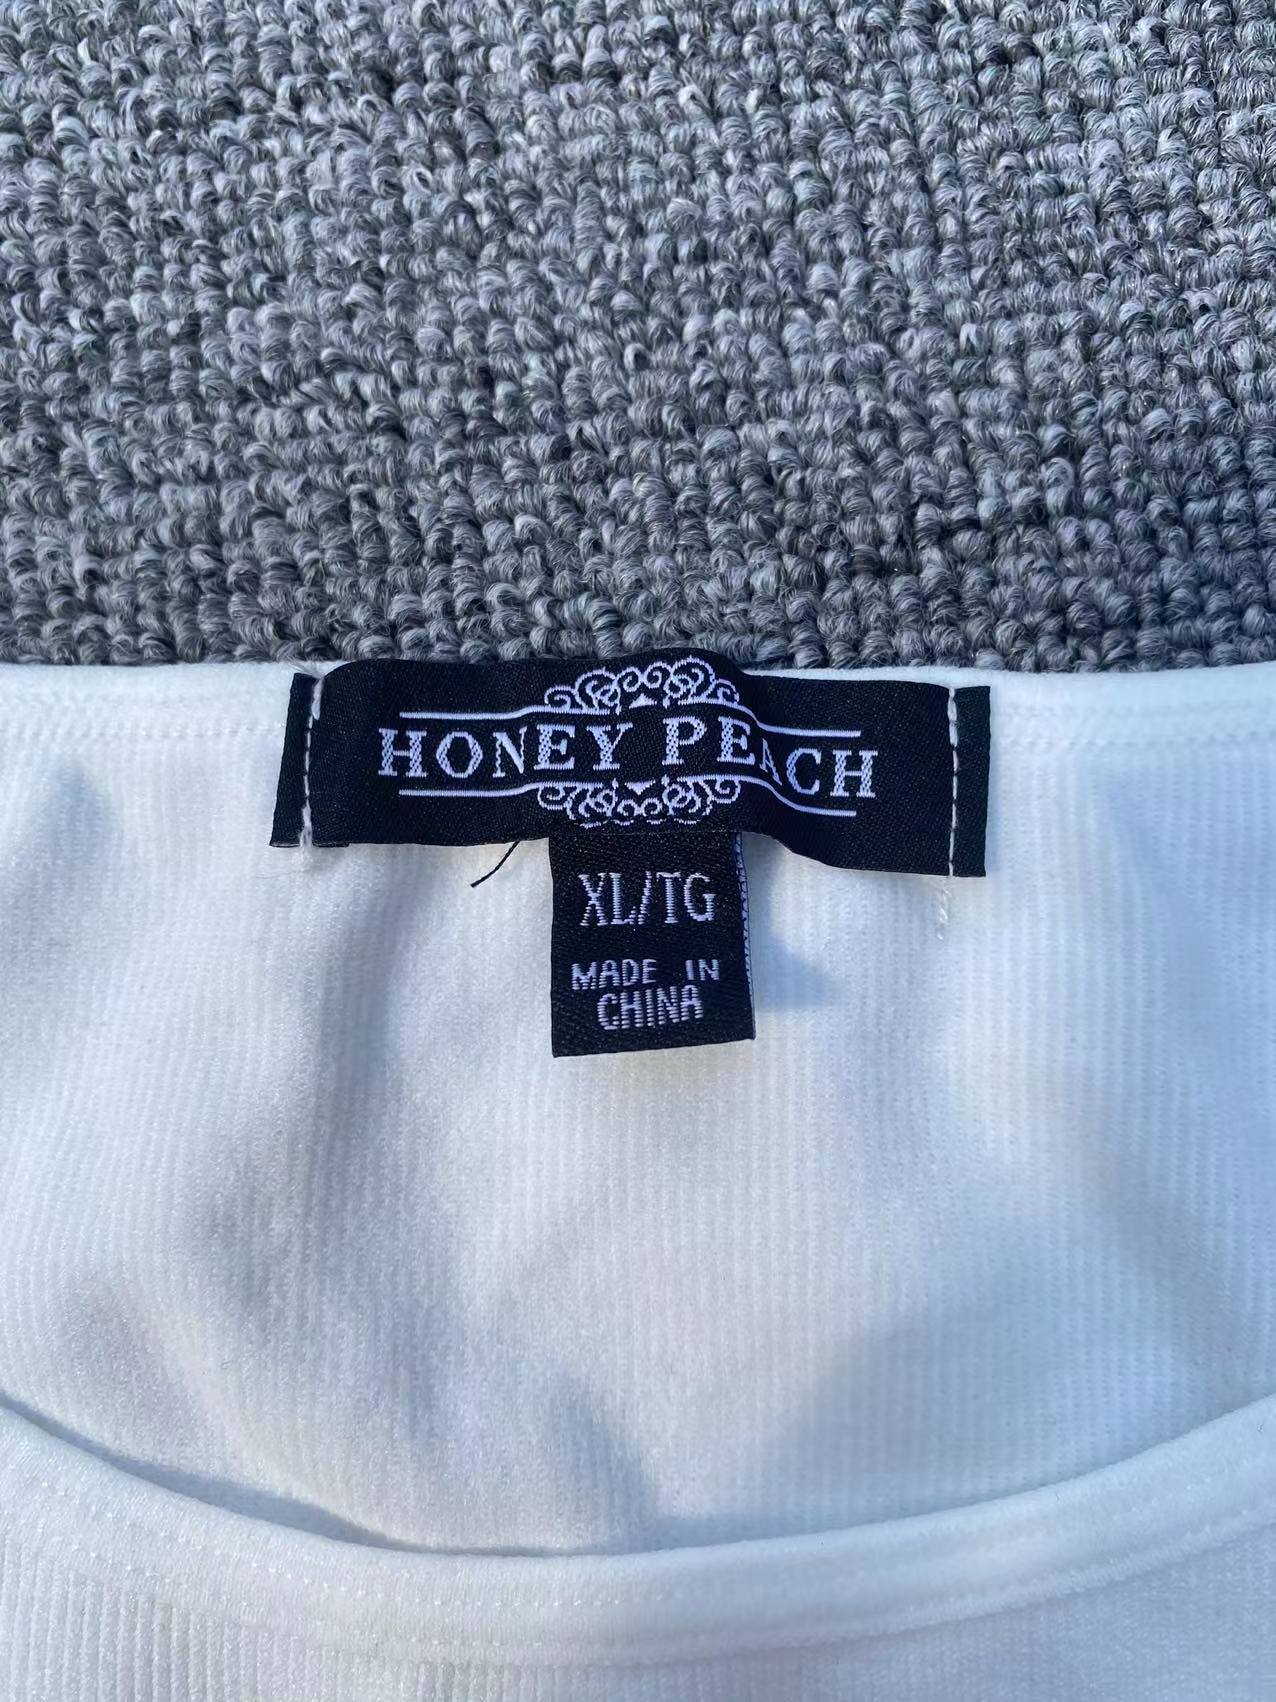 HONEY PEACH
XL/TG
MADE IN
CHINA